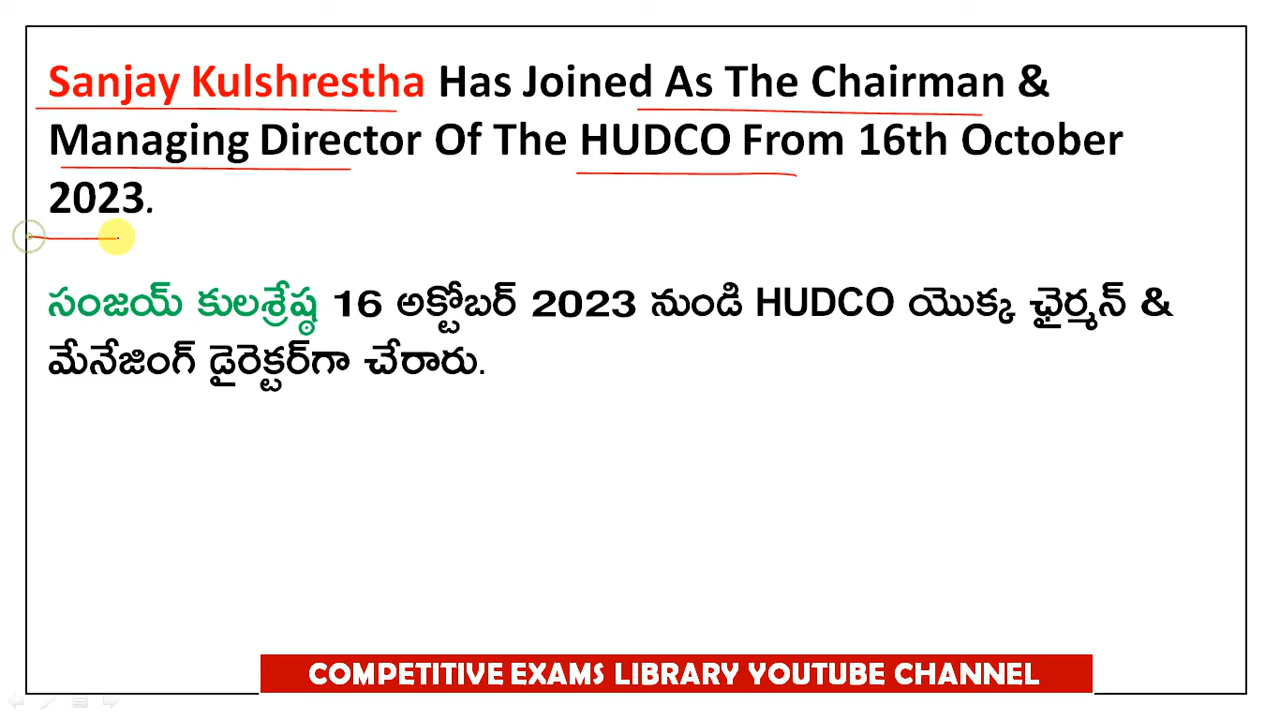 Sanjay Kulshrestha Has Joined As The Chairman &
Managing Director Of The HUDCO From 16th October
2023.
సంజయ్ కులశ్రేష్ఠ 16 అక్టోబర్ 2023 నుండి HUDCO యొక్క ఛైర్మన్ &
మేనేజింగ్ డైరెక్టర్‌గా చేరారు.
COMPETITIVE EXAMS LIBRARY YOUTUBE CHANNEL